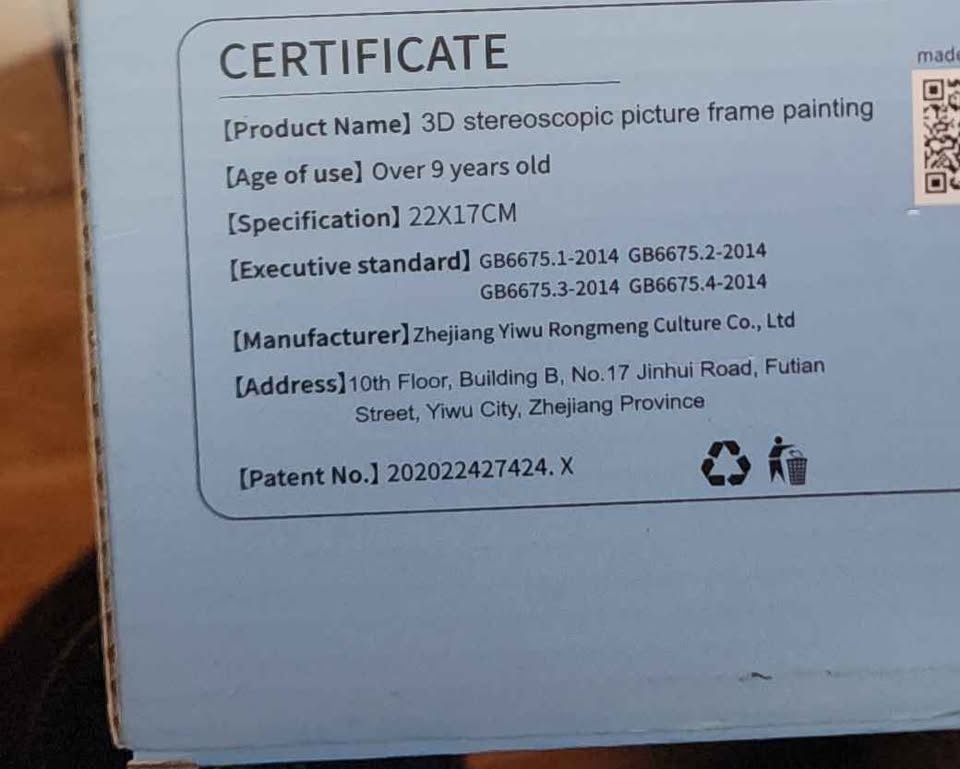 CERTIFICATE
made
【Product Name】 3D stereoscopic picture frame painting
【Age of use】 Over 9 years old
【Specification】 22X17CM
【Executive standard】 GB6675.1-2014 GB6675.2-2014
GB6675.3-2014 GB6675.4-2014
【Manufacturer】Zhejiang Yiwu Rongmeng Culture Co., Ltd
【Address】10th Floor, Building B, No.17 Jinhui Road, Futian
Street, Yiwu City, Zhejiang Province
【Patent No.】 202022427424. X